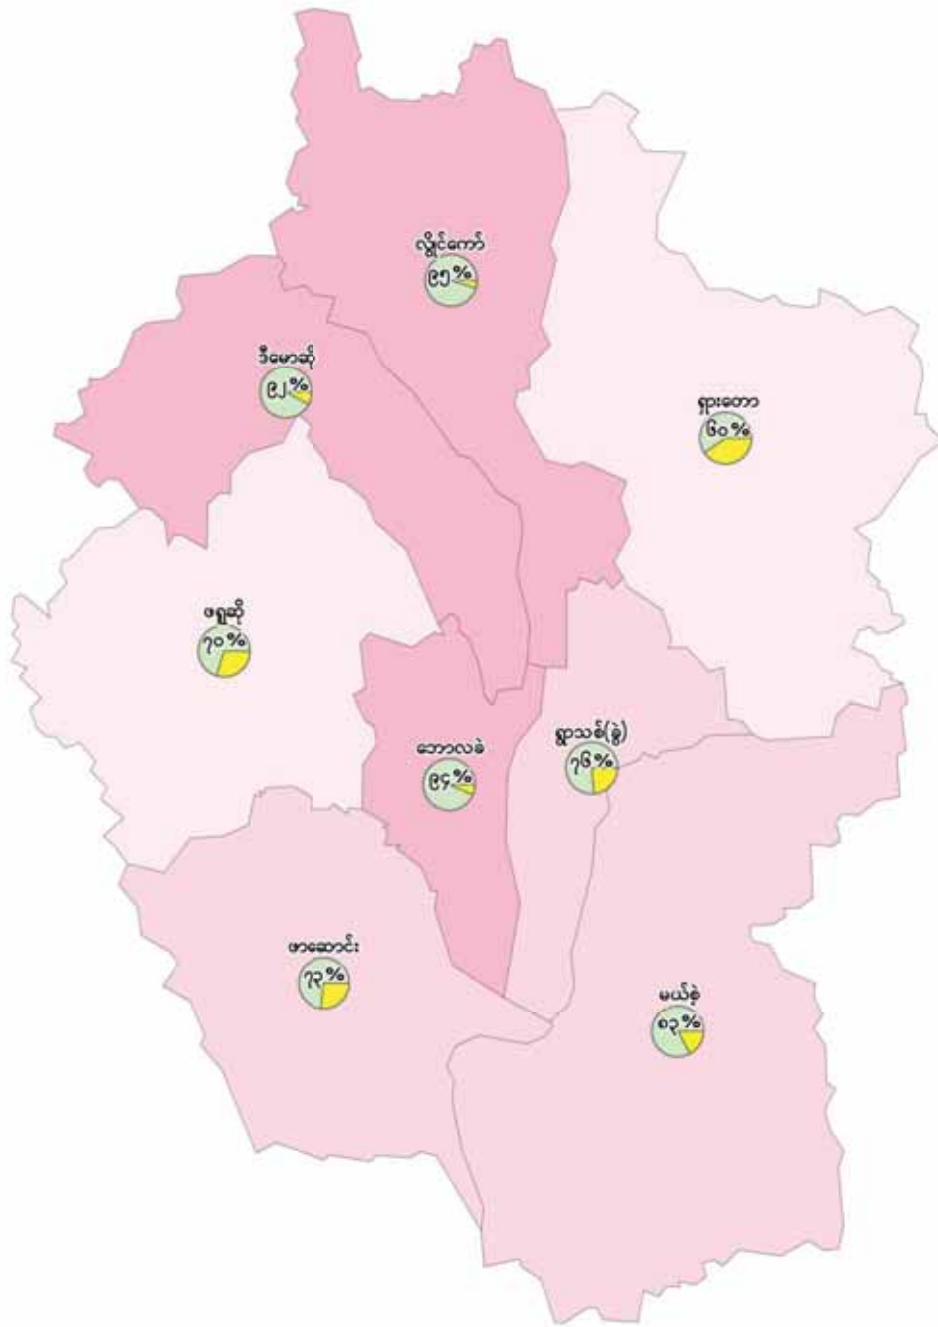 လွိုင်ကော်
၉၅%
ဒီမောဆို
၉၂%
ရှားတော
၆၀%
ဖရူဆို
၇၀%
ဘောလခဲ
၉၄%
ရွာသစ်(ခွဲ)
၇၆%
ဖာဆောင်း
၇၃%
မယ်စဲ့
၈၃%